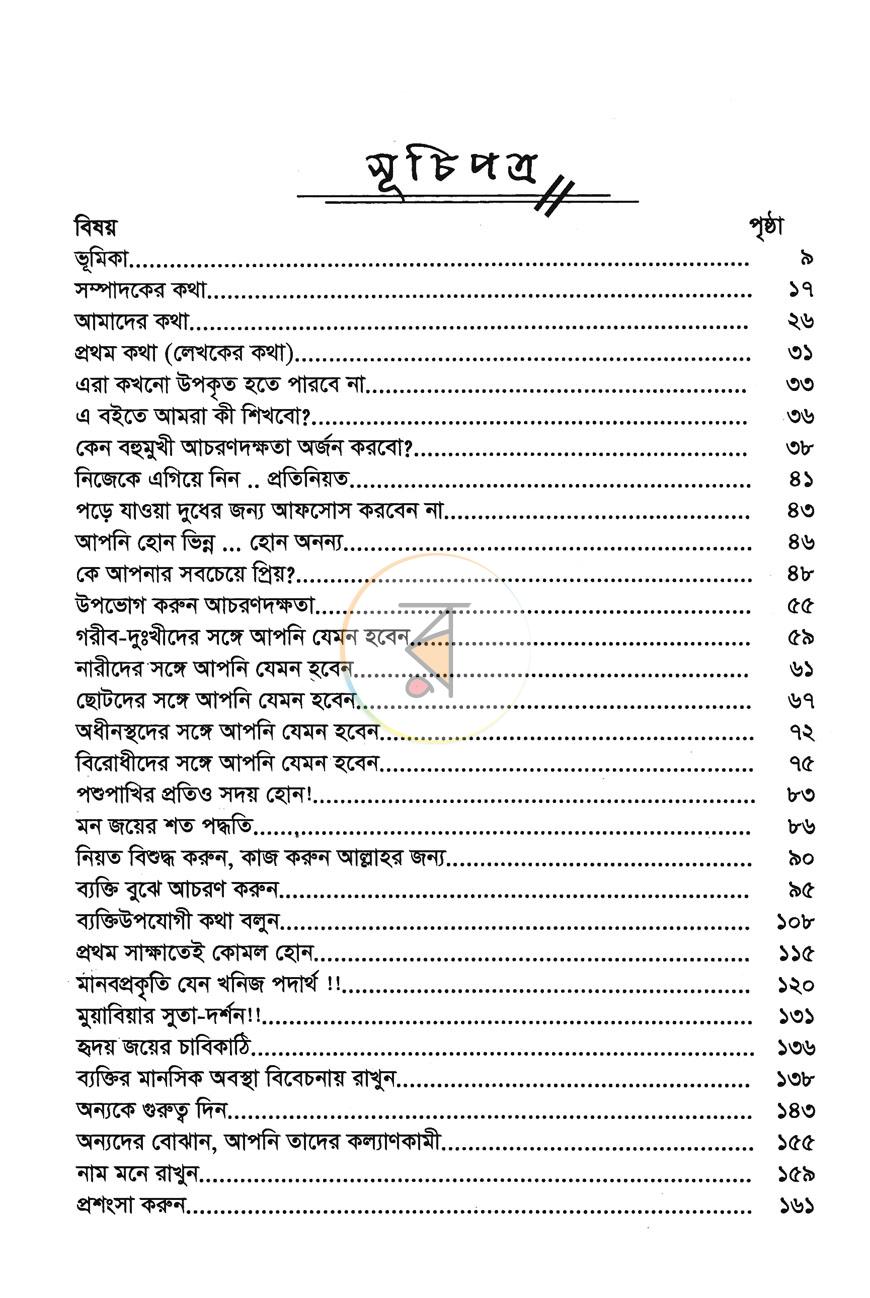 সূচিপত্র
বিষয় পৃষ্ঠা
ভূমিকা........................................ ৯
সম্পাদকের কথা........................................ ১৭
আমাদের কথা........................................ ২৬
প্রথম কথা (লেখকের কথা)........................................ ৩১
এরা কখনো উপকৃত হতে পারবে না........................................ ৩৩
এ বইতে আমরা কী শিখবো?........................................ ৩৬
কেন বহুমুখী আচরণদক্ষতা অর্জন করবো?........................................ ৩৮
নিজেকে এগিয়ে নিন .. প্রতিনিয়ত........................................ ৪১
পড়ে যাওয়া দুধের জন্য আফসোস করবেন না........................................ ৪৩
আপনি হোন ভিন্ন ... হোন অনন্য........................................ ৪৬
কে আপনার সবচেয়ে প্রিয়?........................................ ৪৮
উপভোগ করুন আচরণদক্ষতা........................................ ৫৫
গরীব-দুঃখীদের সঙ্গে আপনি যেমন হবেন........................................ ৫৯
নারীদের সঙ্গে আপনি যেমন হবেন........................................ ৬১
ছোটদের সঙ্গে আপনি যেমন হবেন........................................ ৬৭
অধীনস্থদের সঙ্গে আপনি যেমন হবেন........................................ ৭২
বিরোধীদের সঙ্গে আপনি যেমন হবেন........................................ ৭৫
পশুপাখির প্রতিও সদয় হোন!........................................ ৮৩
মন জয়ের শত পদ্ধতি........................................ ৮৬
নিয়ত বিশুদ্ধ করুন, কাজ করুন আল্লাহর জন্য........................................ ৯০
ব্যক্তি বুঝে আচরণ করুন........................................ ৯৫
ব্যক্তিউপযোগী কথা বলুন........................................ ১০৮
প্রথম সাক্ষাতেই কোমল হোন........................................ ১১৫
মানবপ্রকৃতি যেন খনিজ পদার্থ !!........................................ ১২০
মুয়াবিয়ার সুতা-দর্শন!!........................................ ১৩১
হৃদয় জয়ের চাবিকাঠি........................................ ১৩৬
ব্যক্তির মানসিক অবস্থা বিবেচনায় রাখুন........................................ ১৩৮
অন্যকে গুরুত্ব দিন........................................ ১৪৩
অন্যদের বোঝান, আপনি তাদের কল্যাণকামী........................................ ১৫৫
নাম মনে রাখুন........................................ ১৫৯
প্রশংসা করুন........................................ ১৬১